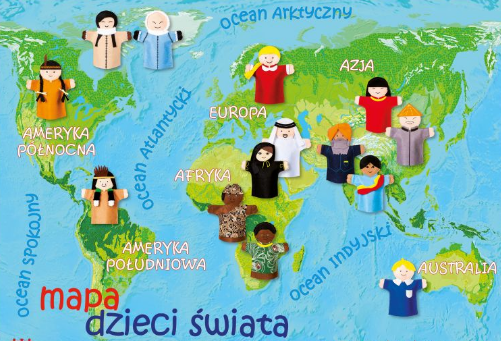 Ocean Arktyczny
AZJA
EUROPA
Ocean Atlantycki
AMERYKA
PÓŁNOCNA
AFRYKA
Ocean Spokojny
AMERYKA
POŁUDNIOWA
Ocean Indyjski
AUSTRALIA
mapa
dzieci świata